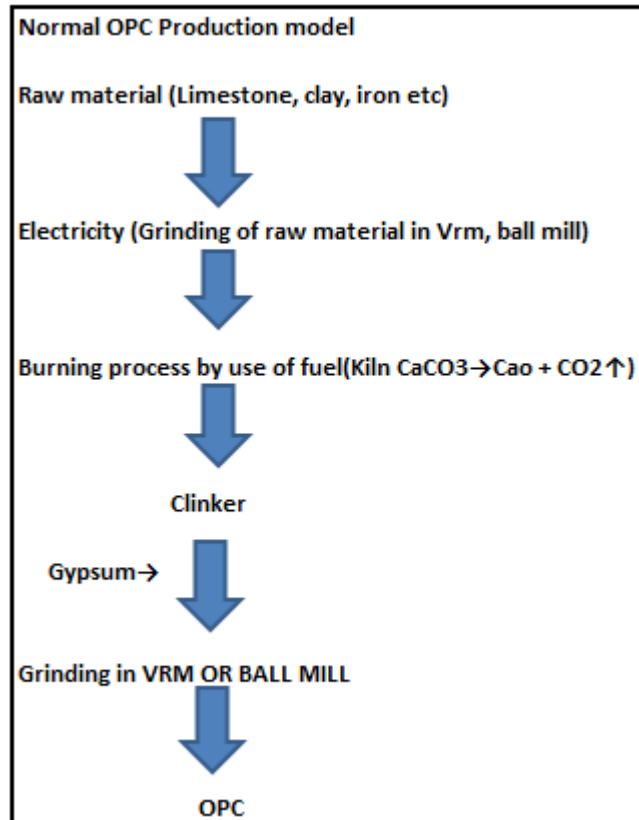 Normal OPC Production model
Raw material (Limestone, clay, iron etc)
Electricity (Grinding of raw material in Vrm, ball mill)
Burning process by use of fuel(Kiln CaCO3→Cao + CO2↑)
Clinker
Gypsum→
Grinding in VRM OR BALL MILL
OPC